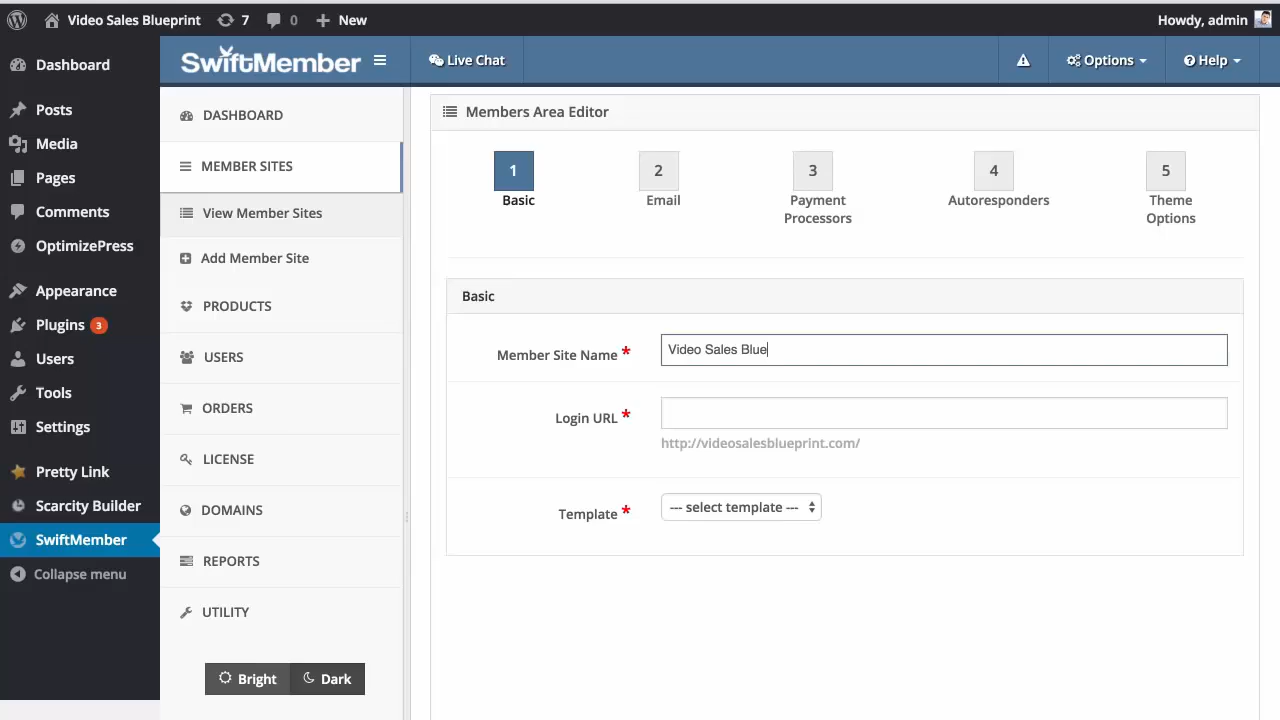 Video Sales Blueprint 7 0 New Howdy, admin
Dashboard
Posts
Media
Pages
Comments
OptimizePress
Appearance
Plugins 3
Users
Tools
Settings
Pretty Link
Scarcity Builder
SwiftMember
Collapse menu
SwiftMember Live Chat Options Help
DASHBOARD
MEMBER SITES
View Member Sites
Add Member Site
PRODUCTS
USERS
ORDERS
LICENSE
DOMAINS
REPORTS
UTILITY
Bright Dark
Members Area Editor
1 2 3 4 5
Basic Email Payment Autoresponders Theme
Processors Options
Basic
Member Site Name * Video Sales Blue
Login URL *
http://videosalesblueprint.com/
Template * --- select template ---